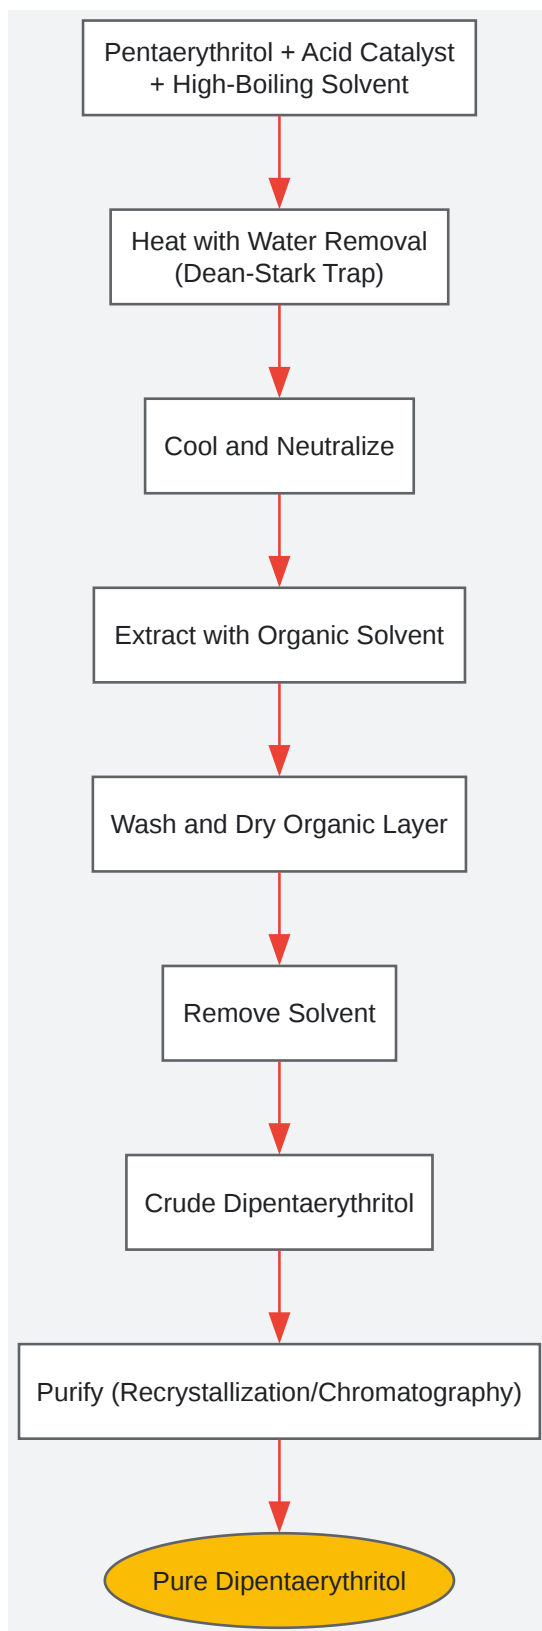 Pentaerythritol + Acid Catalyst
+ High-Boiling Solvent
Heat with Water Removal
(Dean-Stark Trap)
Cool and Neutralize
Extract with Organic Solvent
Wash and Dry Organic Layer
Remove Solvent
Crude Dipentaerythritol
Purify (Recrystallization/Chromatography)
Pure Dipentaerythritol